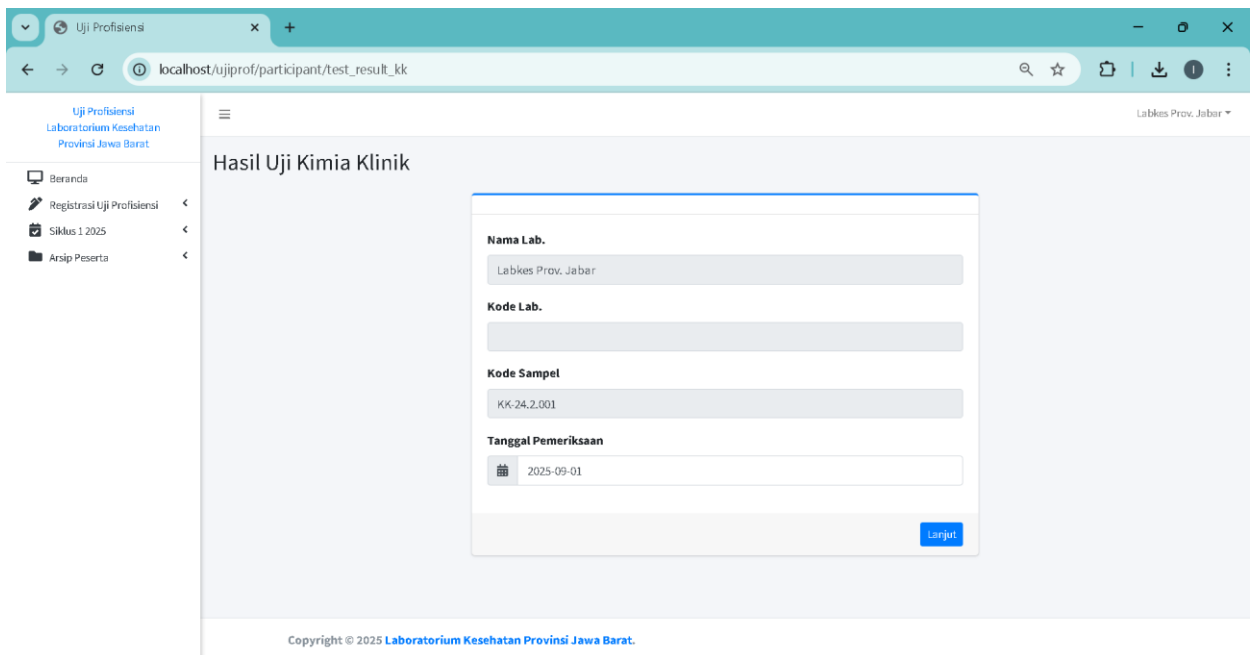 Uji Profisiensi
localhost/ujiprof/participant/test_result_kk
I
Uji Profisiensi
Laboratorium Kesehatan
Provinsi Jawa Barat
Labkes Prov. Jabar
Beranda
Registrasi Uji Profisiensi
Siklus 1 2025
Arsip Peserta
Hasil Uji Kimia Klinik
Nama Lab.
Labkes Prov. Jabar
Kode Lab.
Kode Sampel
KK-24.2.001
Tanggal Pemeriksaan
2025-09-01
Lanjut
Copyright © 2025 Laboratorium Kesehatan Provinsi Jawa Barat.